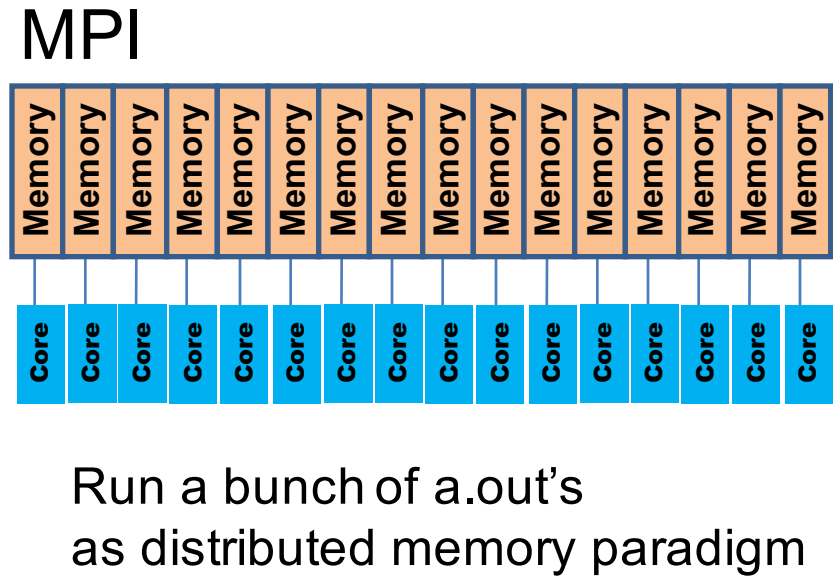 MPI
Memory Memory Memory Memory Memory Memory Memory Memory Memory Memory Memory Memory Memory Memory Memory Memory
Core Core Core Core Core Core Core Core Core Core Core Core Core Core Core Core
Run a bunch of a.out’s
as distributed memory paradigm